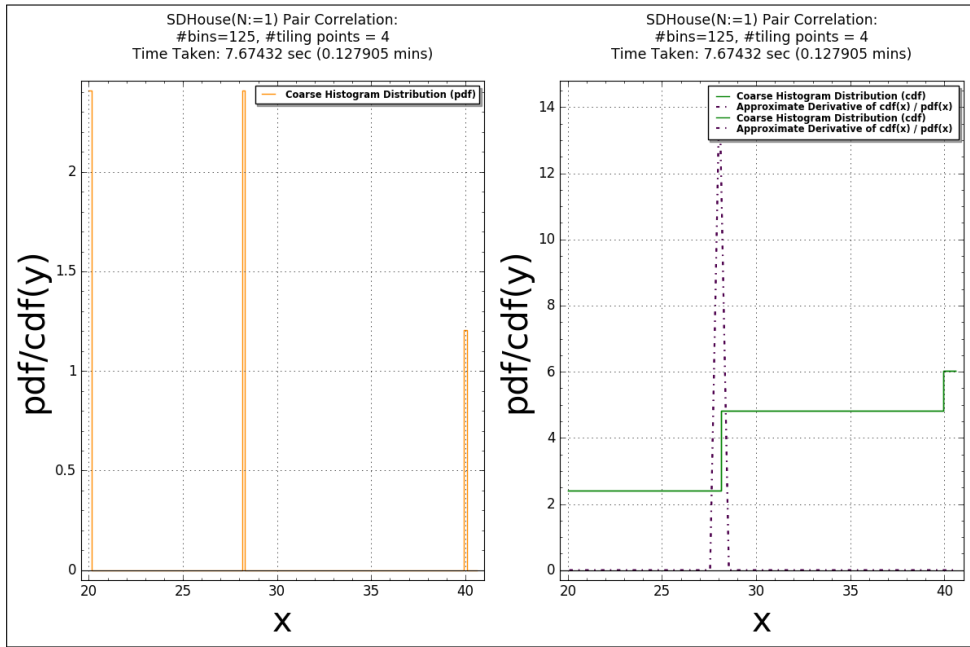 SDHouse(N:=1) Pair Correlation:
#bins=125, #tiling points = 4
Time Taken: 7.67432 sec (0.127905 mins)
Coarse Histogram Distribution (pdf)
2
1.5
1
0.5
0
pdf/cdf(y)
20 25 30 35 40
x
SDHouse(N:=1) Pair Correlation:
#bins=125, #tiling points = 4
Time Taken: 7.67432 sec (0.127905 mins)
Coarse Histogram Distribution (cdf)
Approximate Derivative of cdf(x) / pdf(x)
Coarse Histogram Distribution (cdf)
Approximate Derivative of cdf(x) / pdf(x)
14
12
10
8
6
4
2
0
pdf/cdf(y)
20 25 30 35 40
x